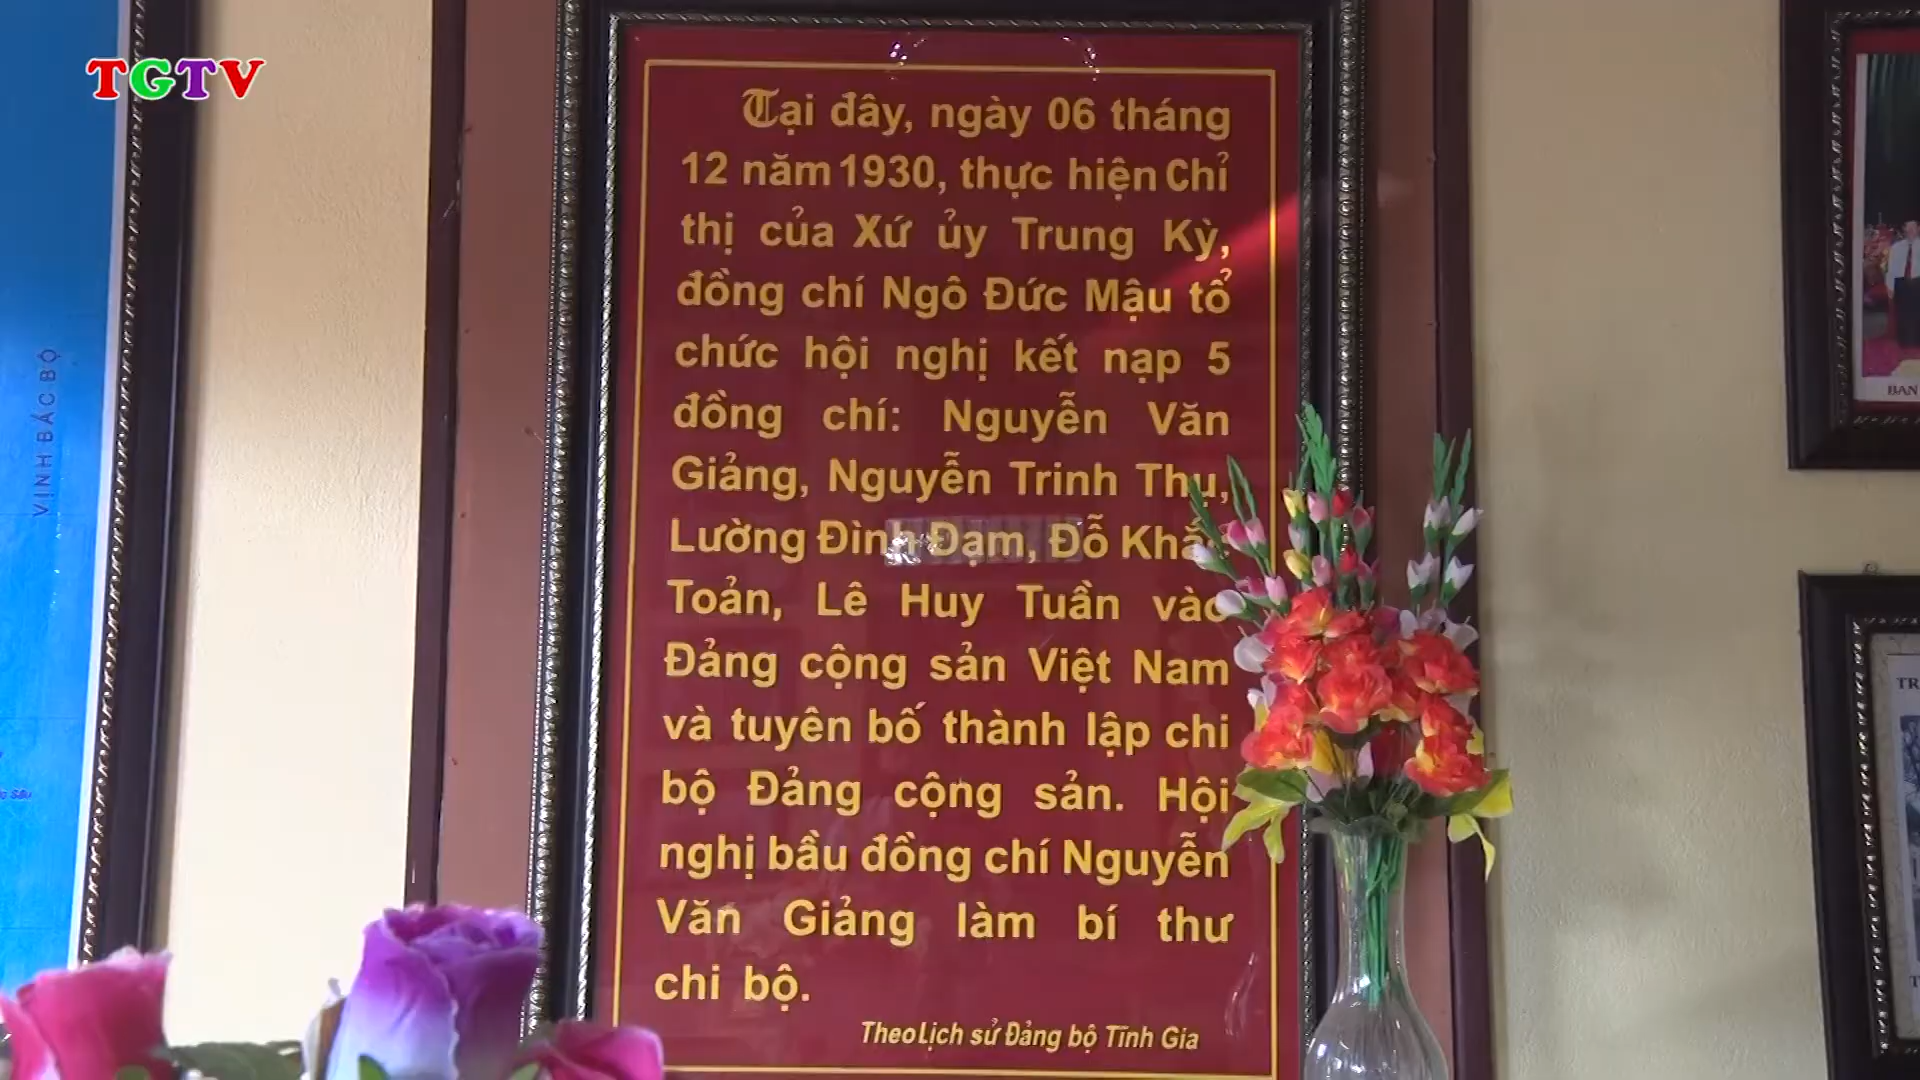 TGTV
Tại đây, ngày 06 tháng
12 năm 1930, thực hiện Chỉ
thị của Xứ ủy Trung Kỳ,
đồng chí Ngô Đức Mậu tổ
chức hội nghị kết nạp 5
đồng chí: Nguyễn Văn
Giảng, Nguyễn Trinh Thụ,
Lường Đình Đạm, Đỗ Khắc
Toản, Lê Huy Tuần vào
Đảng cộng sản Việt Nam
và tuyên bố thành lập chi
bộ Đảng cộng sản. Hội
nghị bầu đồng chí Nguyễn
Văn Giảng làm bí thư
chi bộ.
Theo Lịch sử Đảng bộ Tĩnh Gia
VỊNH BẮC BỘ
BAN